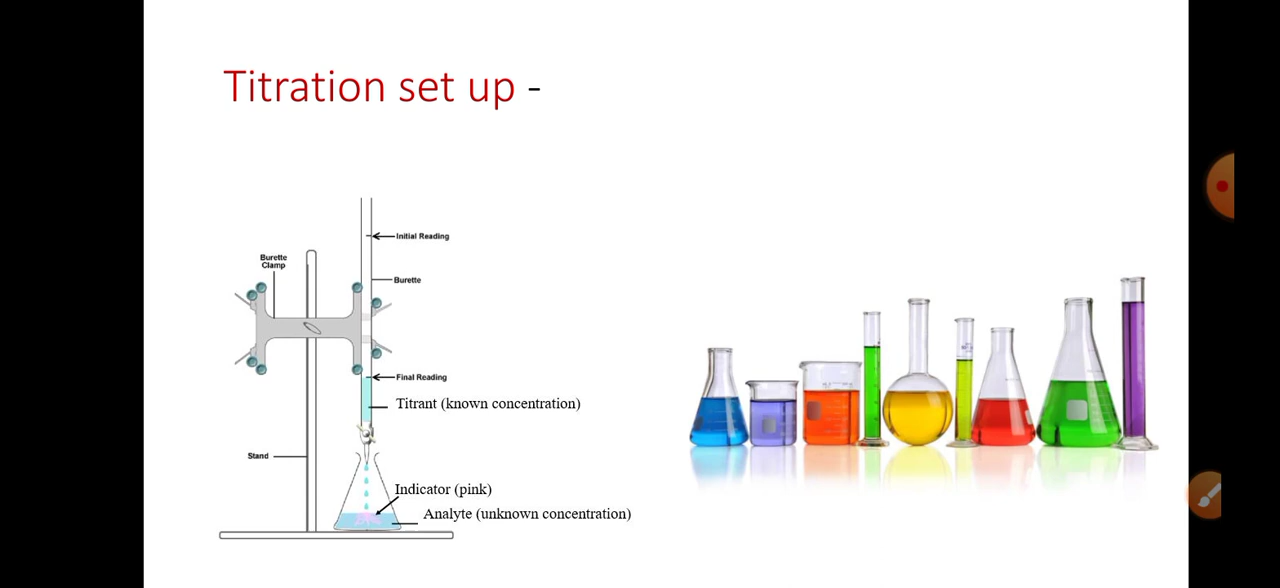 Titration set up -
Initial Reading
Burette
Clamp
Burette
Final Reading
Titrant (known concentration)
Stand
Indicator (pink)
Analyte (unknown concentration)